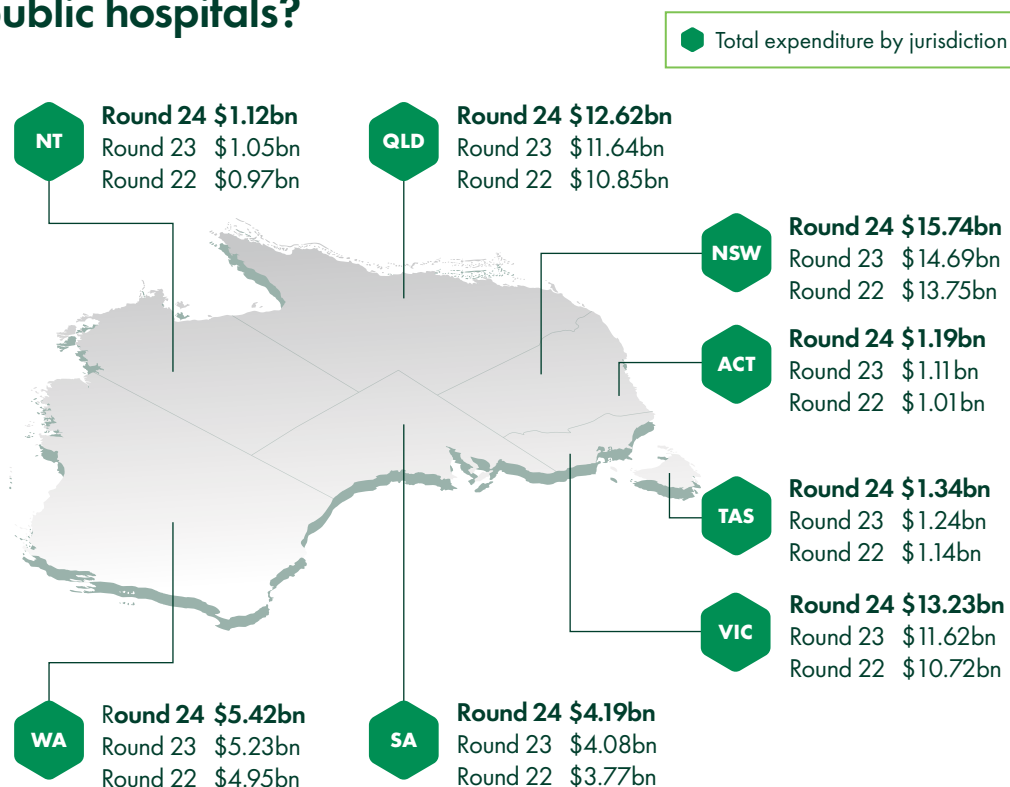 public hospitals?
Total expenditure by jurisdiction
NT
Round 24 $1.12bn
Round 23 $1.05bn
Round 22 $0.97bn
QLD
Round 24 $12.62bn
Round 23 $11.64bn
Round 22 $10.85bn
NSW
Round 24 $15.74bn
Round 23 $14.69bn
Round 22 $13.75bn
ACT
Round 24 $1.19bn
Round 23 $1.11bn
Round 22 $1.01bn
TAS
Round 24 $1.34bn
Round 23 $1.24bn
Round 22 $1.14bn
VIC
Round 24 $13.23bn
Round 23 $11.62bn
Round 22 $10.72bn
WA
Round 24 $5.42bn
Round 23 $5.23bn
Round 22 $4.95bn
SA
Round 24 $4.19bn
Round 23 $4.08bn
Round 22 $3.77bn